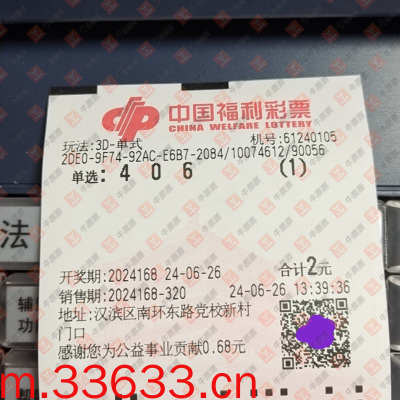 中国福利彩票
CHINA WELFARE LOTTERY
玩法:3D-单式 机号:61240105
2DE0-9F74-92AC-E6B7-2084/10074612/90056
单选: 4 0 6 (1)
开奖期:2024168 24-06-26 合计2元
销售期:2024168-320 24-06-26 13:39:36
地址:汉滨区南环东路党校新村
门口
感谢您为公益事业贡献0.68元
法
辅
功
m.33633.cn